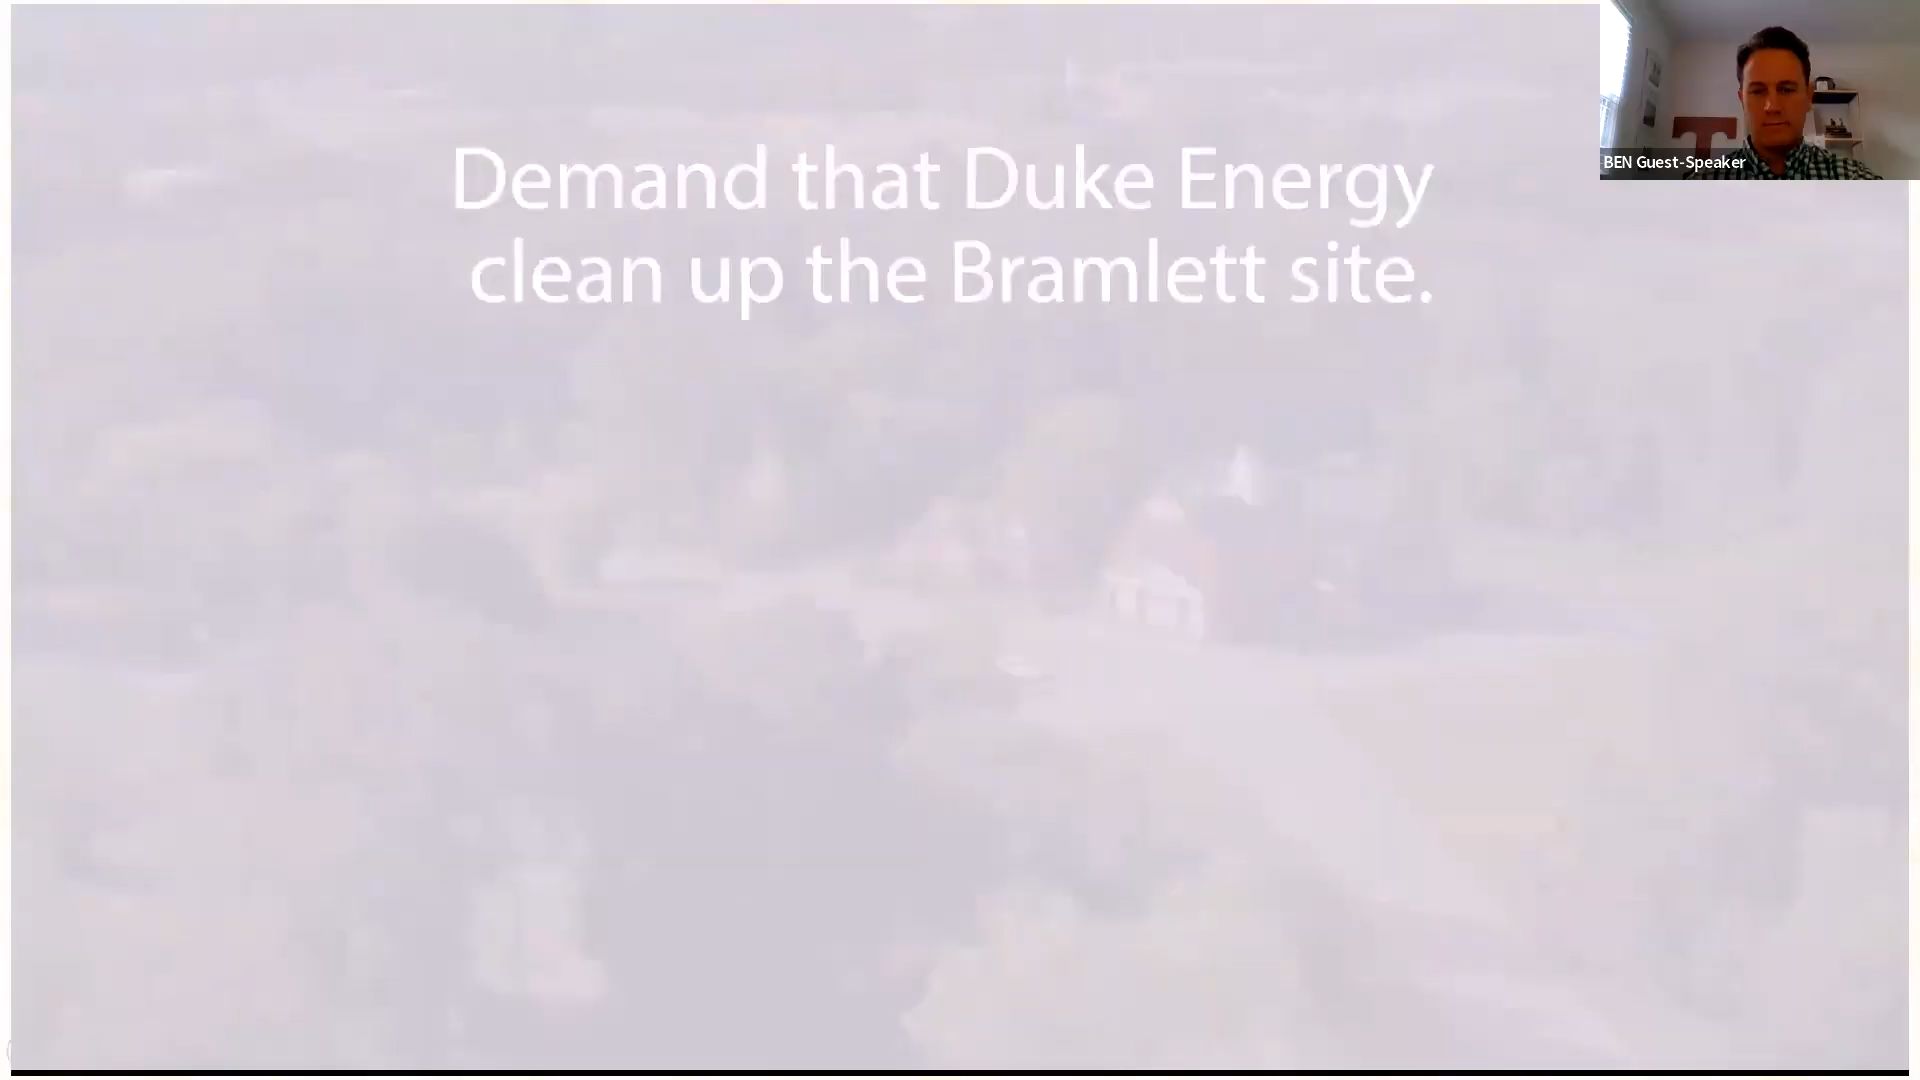 Demand that Duke Energy
clean up the Bramlett site.
BEN Guest-Speaker